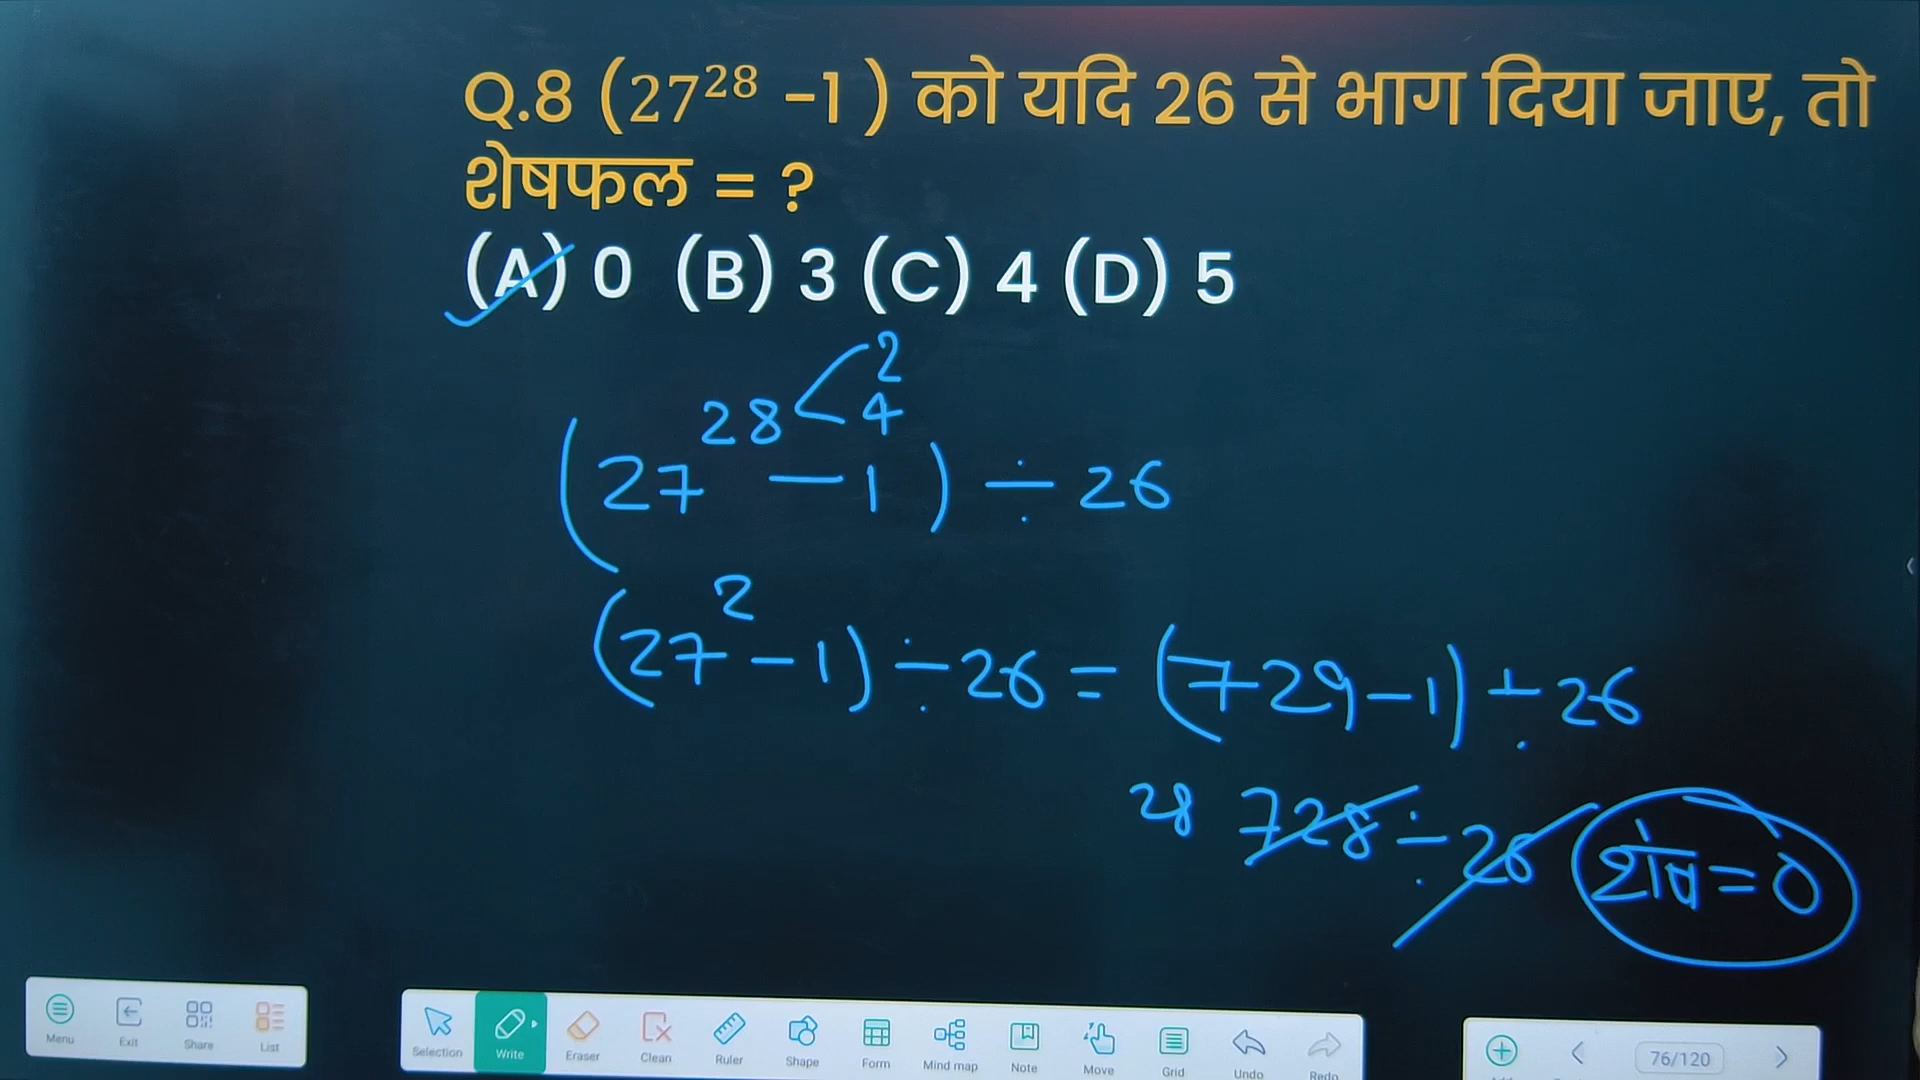 Q.8 (27²⁸ -1 ) को यदि 26 से भाग दिया जाए, तो
शेषफल = ?
(A) 0 (B) 3 (C) 4 (D) 5
28 < 2
4
(27 - 1) ÷ 26
(27² - 1) ÷ 26 = (729 - 1) ÷ 26
28 728 ÷ 26 शेष = 0
Menu Exit Share List
Selection Write Eraser Clean Ruler Shape Form Mind map Note Move Grid Undo Redo
76/120